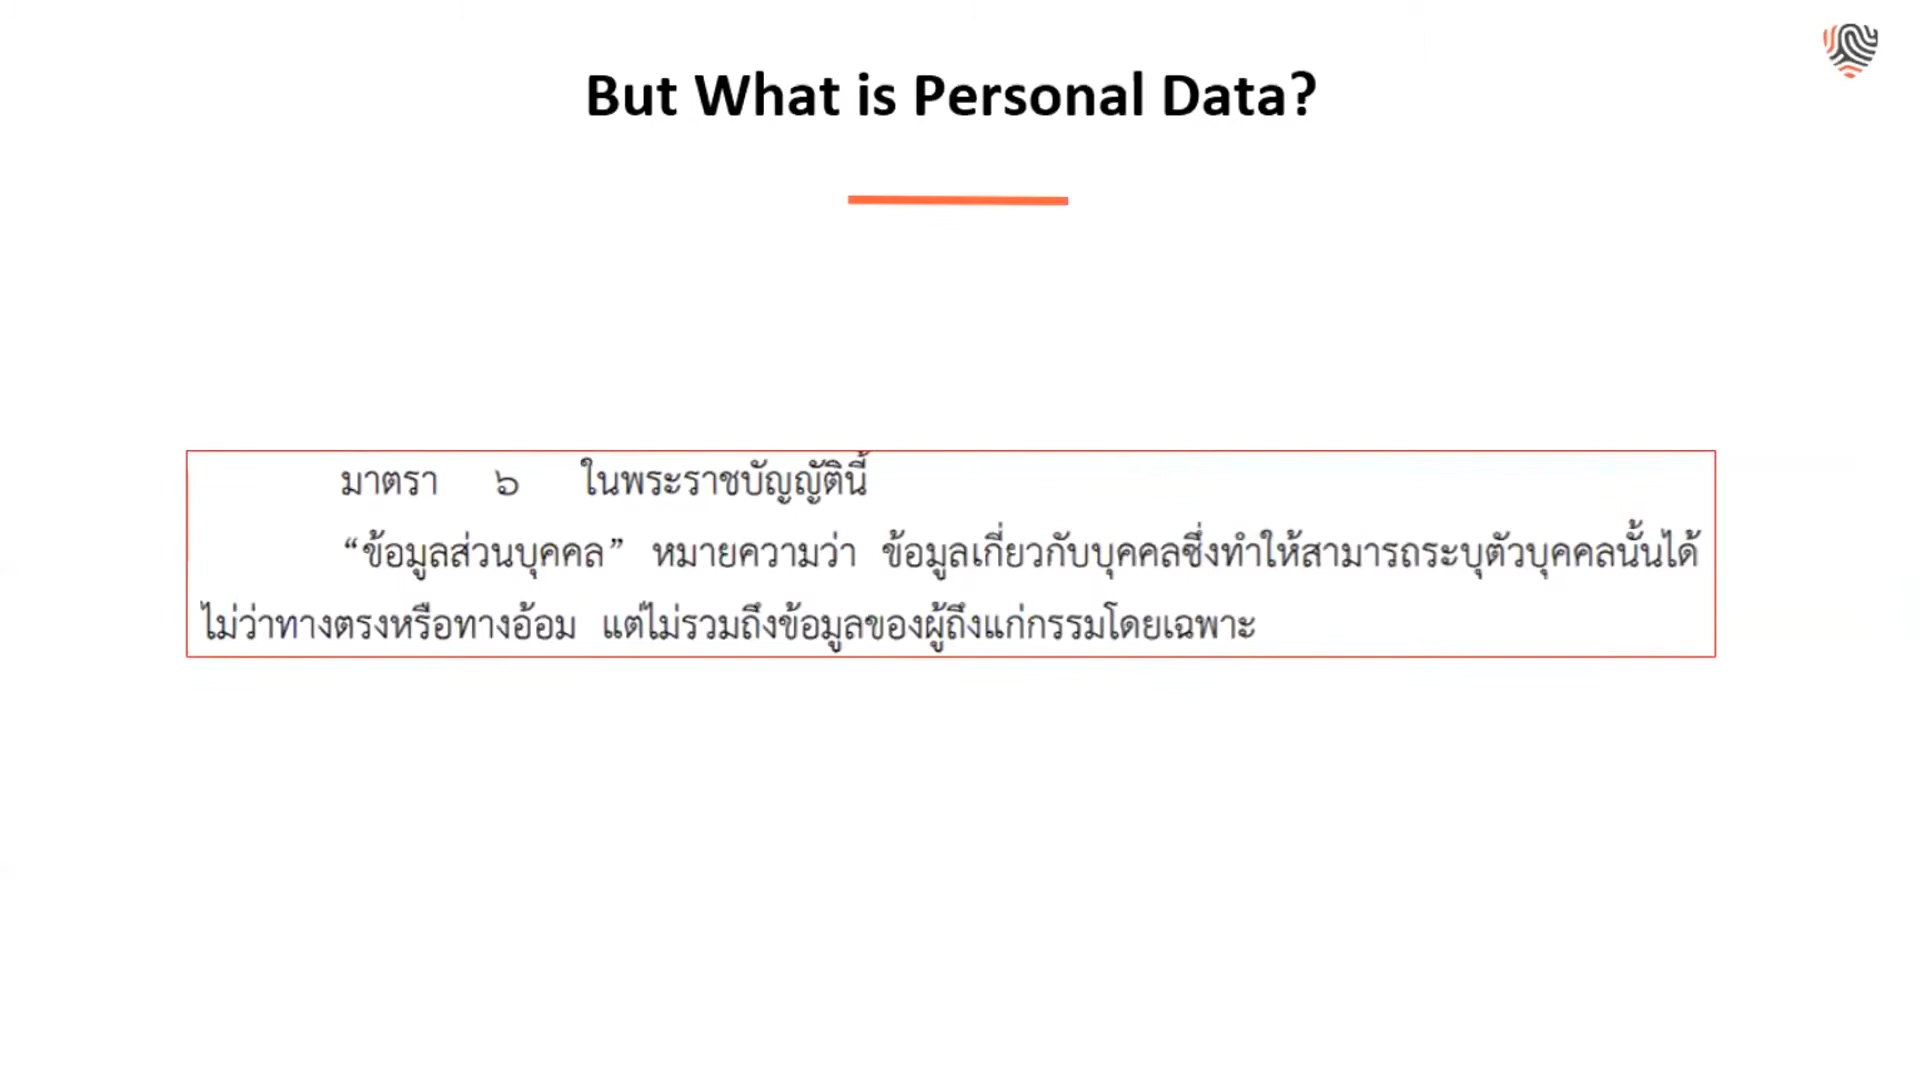 But What is Personal Data?
มาตรา ๖ ในพระราชบัญญัตินี้
“ข้อมูลส่วนบุคคล” หมายความว่า ข้อมูลเกี่ยวกับบุคคลซึ่งทำให้สามารถระบุตัวบุคคลนั้นได้
ไม่ว่าทางตรงหรือทางอ้อม แต่ไม่รวมถึงข้อมูลของผู้ถึงแก่กรรมโดยเฉพาะ